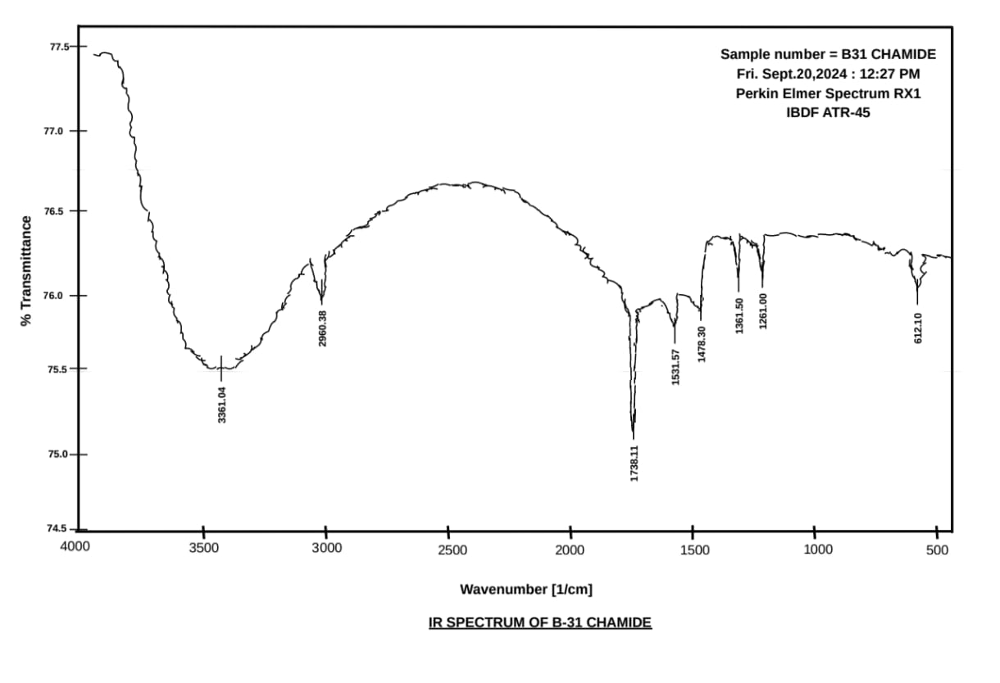 77.5
Sample number = B31 CHAMIDE
Fri. Sept.20,2024 : 12:27 PM
Perkin Elmer Spectrum RX1
IBDF ATR-45
77.0
76.5
76.0
75.5
75.0
74.5
% Transmittance
3361.04
2960.38
1738.11
1531.57
1478.30
1361.50
1261.00
612.10
4000 3500 3000 2500 2000 1500 1000 500
Wavenumber [1/cm]
IR SPECTRUM OF B-31 CHAMIDE